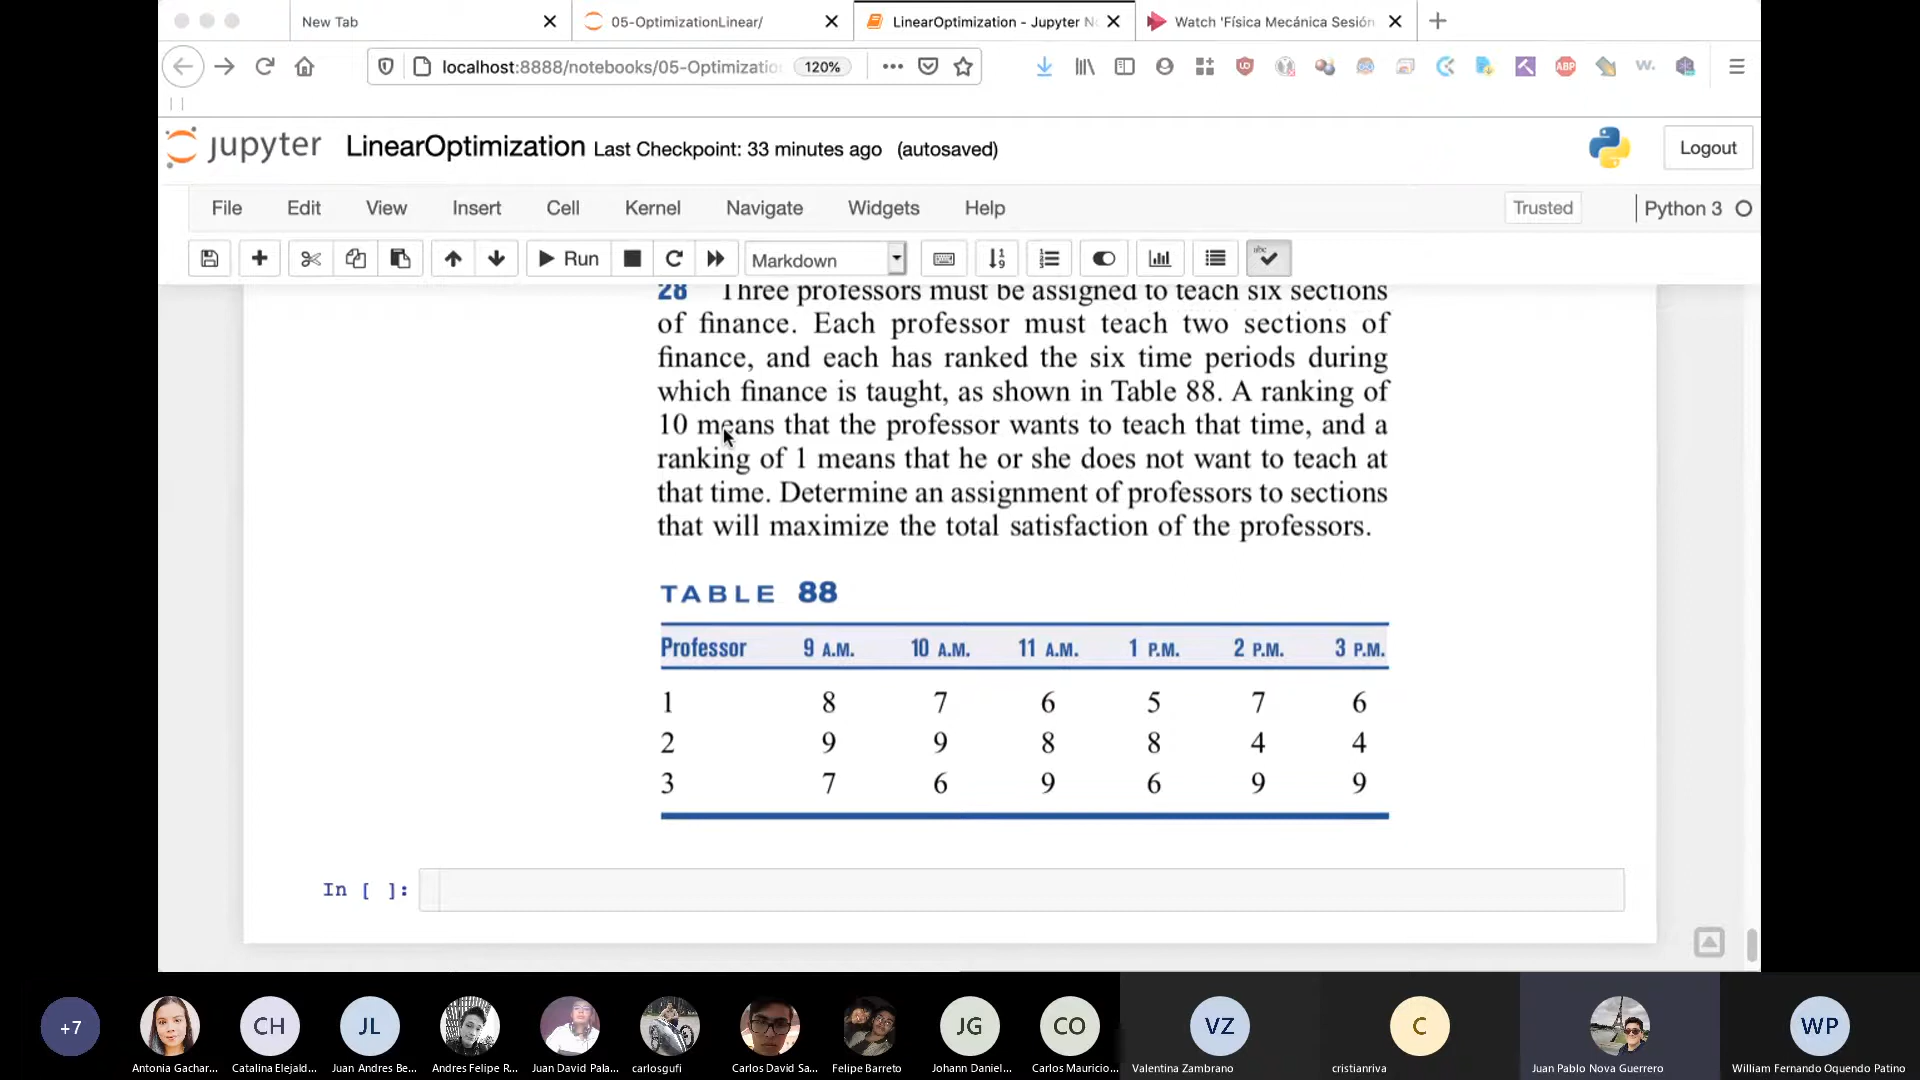 New Tab
05-OptimizationLinear/
LinearOptimization - Jupyter N
Watch 'Física Mecánica Sesión
localhost:8888/notebooks/05-Optimizatio
120%
ABP
w.
jupyter
LinearOptimization Last Checkpoint: 33 minutes ago (autosaved)
Logout
File Edit View Insert Cell Kernel Navigate Widgets Help
Trusted
Python 3
Run
Markdown
28 Three professors must be assigned to teach six sections
of finance. Each professor must teach two sections of
finance, and each has ranked the six time periods during
which finance is taught, as shown in Table 88. A ranking of
10 means that the professor wants to teach that time, and a
ranking of 1 means that he or she does not want to teach at
that time. Determine an assignment of professors to sections
that will maximize the total satisfaction of the professors.
TABLE 88
Professor 9 A.M. 10 A.M. 11 A.M. 1 P.M. 2 P.M. 3 P.M.
1 8 7 6 5 7 6
2 9 9 8 8 4 4
3 7 6 9 6 9 9
In [ ]:
+7 CH JL JG CO VZ C WP
Antonia Gachar... Catalina Elejald... Juan Andres Be... Andres Felipe R... Juan David Pala... carlosgufi Carlos David Sa... Felipe Barreto Johann Daniel... Carlos Mauricio... Valentina Zambrano cristianriva Juan Pablo Nova Guerrero William Fernando Oquendo Patino